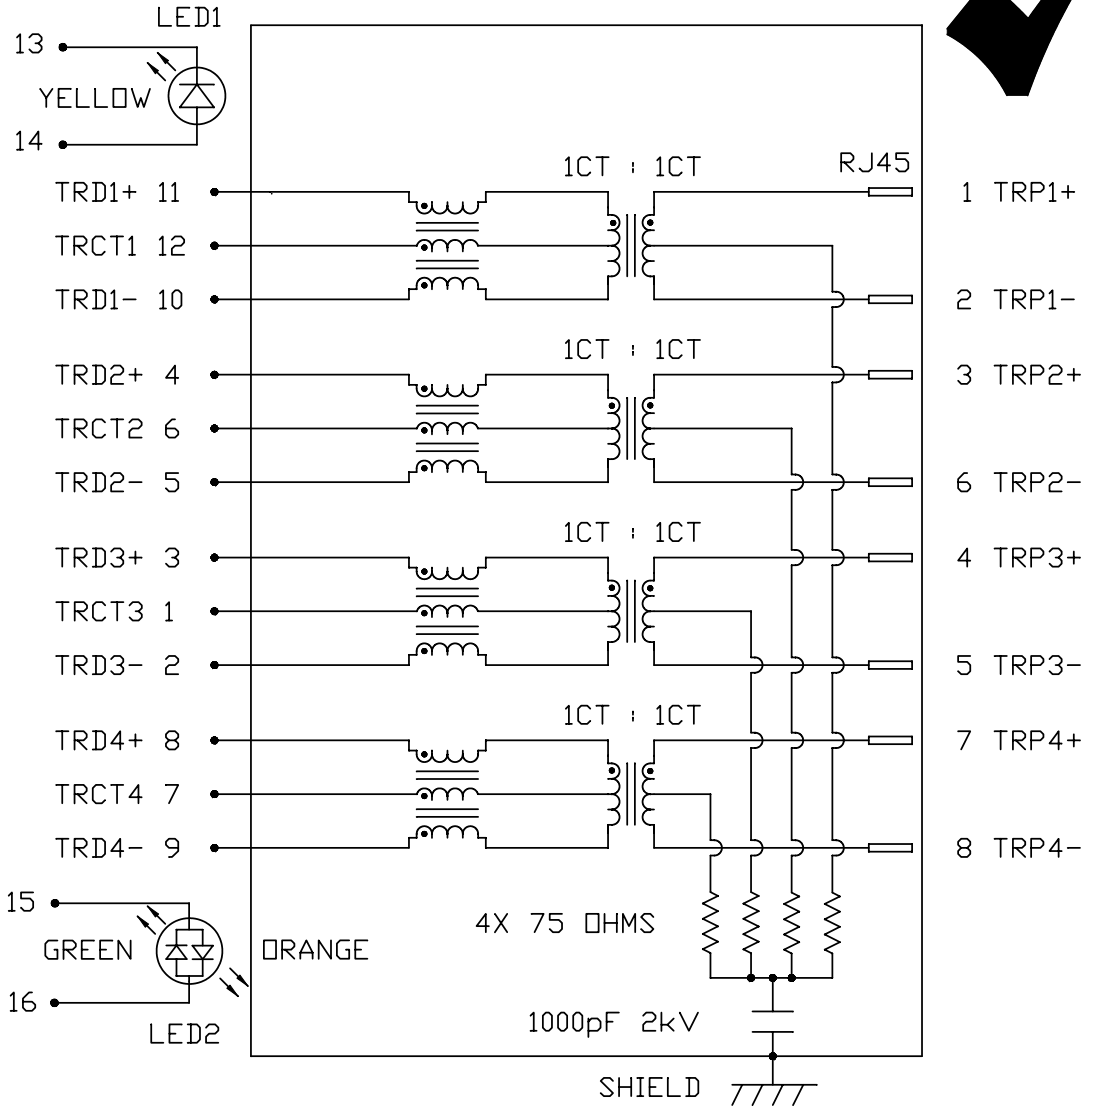 LED1
13
YELLOW
14
1CT : 1CT
RJ45
TRD1+ 11
1 TRP1+
TRCT1 12
TRD1- 10
2 TRP1-
1CT : 1CT
TRD2+ 4
3 TRP2+
TRCT2 6
TRD2- 5
6 TRP2-
1CT : 1CT
TRD3+ 3
4 TRP3+
TRCT3 1
TRD3- 2
5 TRP3-
1CT : 1CT
TRD4+ 8
7 TRP4+
TRCT4 7
TRD4- 9
8 TRP4-
15
4X 75 OHMS
GREEN
ORANGE
16
LED2
1000pF 2kV
SHIELD